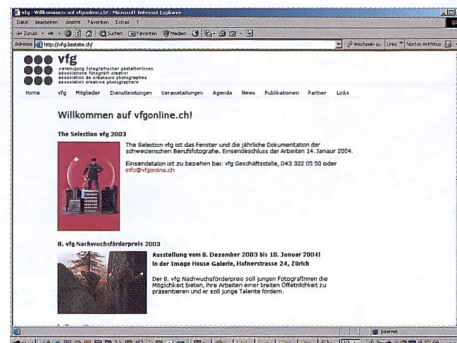 vfg - Willkommen auf vfgonline.ch! - Microsoft Internet Explorer
Datei Bearbeiten Ansicht Favoriten Extras ?
Zurück Suchen Favoriten Medien
Adresse http://vfg.bestsite.ch/ Wechseln zu Links Norton AntiVirus
vfg
vereinigung fotografischer gestalterInnen
associazione fotografi creatori
association de créateurs photographes
association creative photographers
Home vfg Mitglieder Dienstleistungen Veranstaltungen Agenda News Publikationen Partner Links
Willkommen auf vfgonline.ch!
The Selection vfg 2003
The Selection vfg ist das Fenster und die jährliche Dokumentation der
schweizerischen Berufsfotografie. Einsendeschluss der Arbeiten 14. Januar 2004.
Einsendetalon ist zu beziehen bei: vfg Geschäftsstelle, 043 322 05 50 oder
info@vfgonline.ch
8. vfg Nachwuchsförderpreis 2003
Ausstellung vom 8. Dezember 2003 bis 10. Januar 2004!
in der Image House Galerie, Hafnerstrasse 24, Zürich
Der 8. vfg Nachwuchsförderpreis soll jungen FotografInnen die
Möglichkeit bieten, ihre Arbeiten einer breiten Öffentlichkeit zu
präsentieren und er soll junge Talente fördern.
Internet